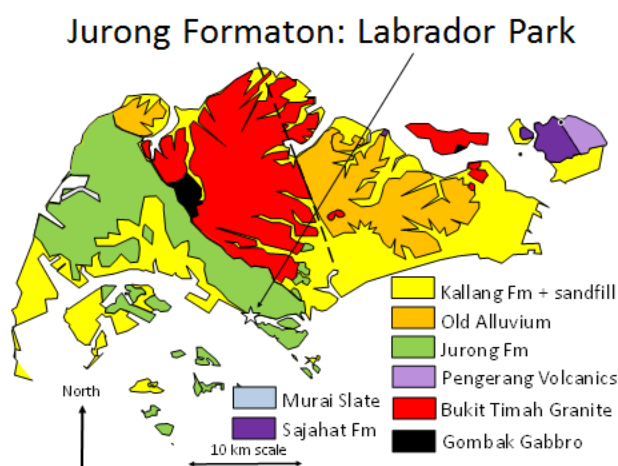 Jurong Formaton: Labrador Park
Kallang Fm + sandfill
Old Alluvium
Jurong Fm
Pengerang Volcanics
Bukit Timah Granite
Gombak Gabbro
North
Murai Slate
Sajahat Fm
10 km scale